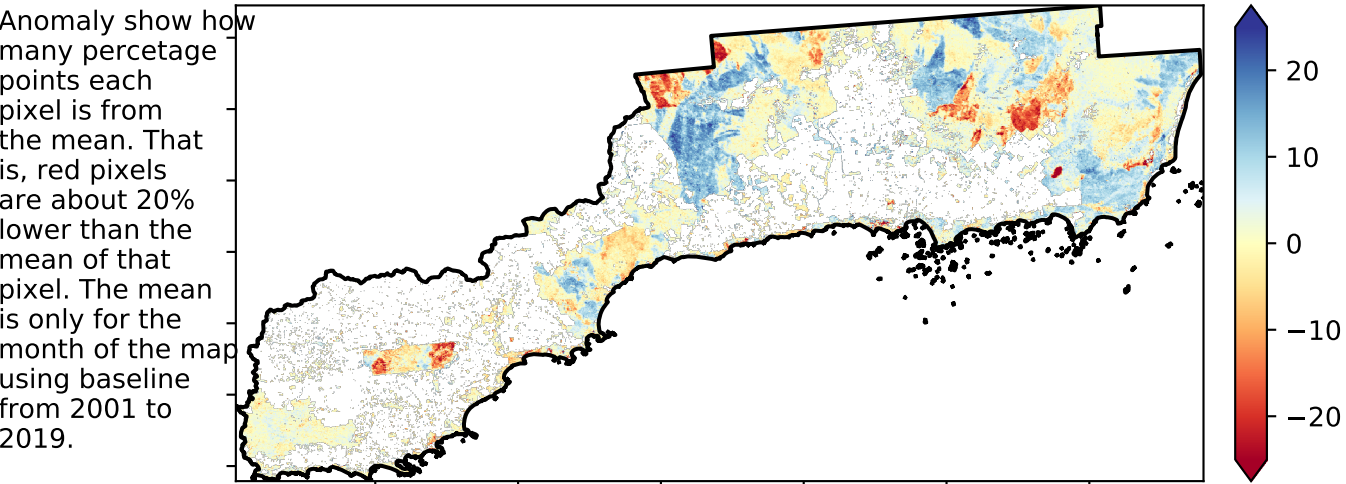 Anomaly show how
many percetage
points each
pixel is from
the mean. That
is, red pixels
are about 20%
lower than the
mean of that
pixel. The mean
is only for the
month of the map
using baseline
from 2001 to
2019.
20
10
0
−10
−20